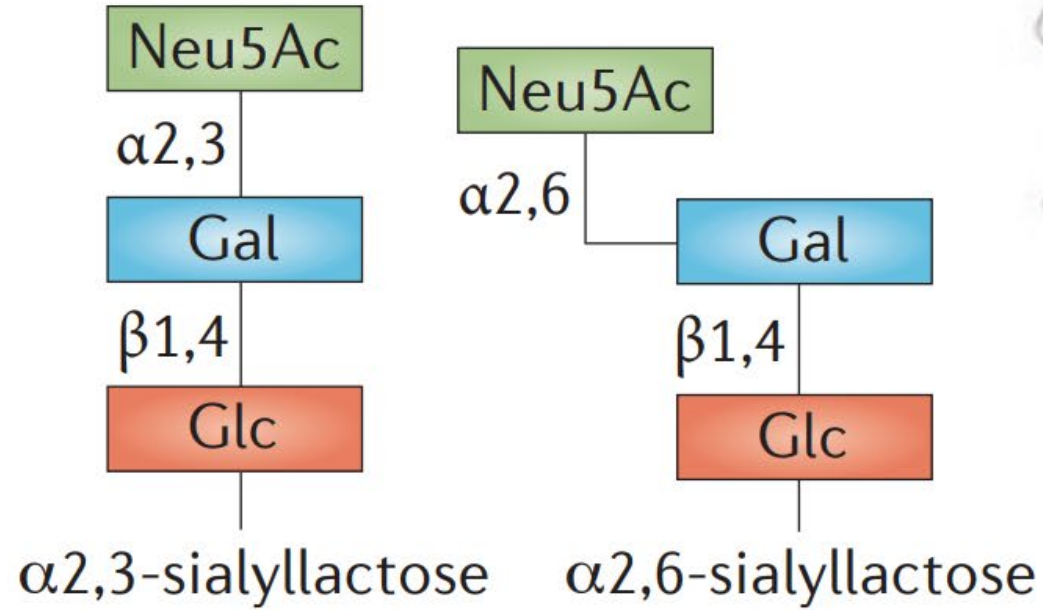 Neu5Ac
α2,3
Gal
β1,4
Glc
α2,3-sialyllactose
Neu5Ac
α2,6
Gal
β1,4
Glc
α2,6-sialyllactose